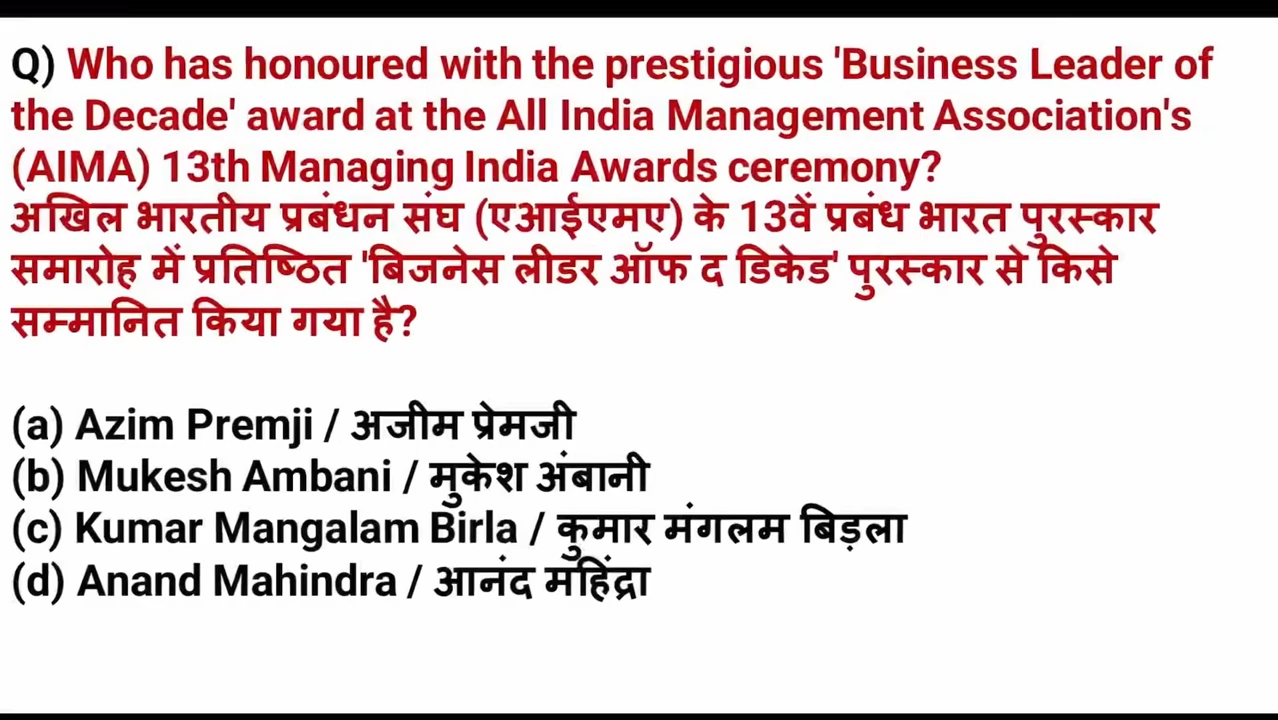 Q) Who has honoured with the prestigious 'Business Leader of
the Decade' award at the All India Management Association's
(AIMA) 13th Managing India Awards ceremony?
अखिल भारतीय प्रबंधन संघ (एआईएमए) के 13वें प्रबंध भारत पुरस्कार
समारोह में प्रतिष्ठित 'बिजनेस लीडर ऑफ द डिकेड' पुरस्कार से किसे
सम्मानित किया गया है?
(a) Azim Premji / अजीम प्रेमजी
(b) Mukesh Ambani / मुकेश अंबानी
(c) Kumar Mangalam Birla / कुमार मंगलम बिड़ला
(d) Anand Mahindra / आनंद महिंद्रा